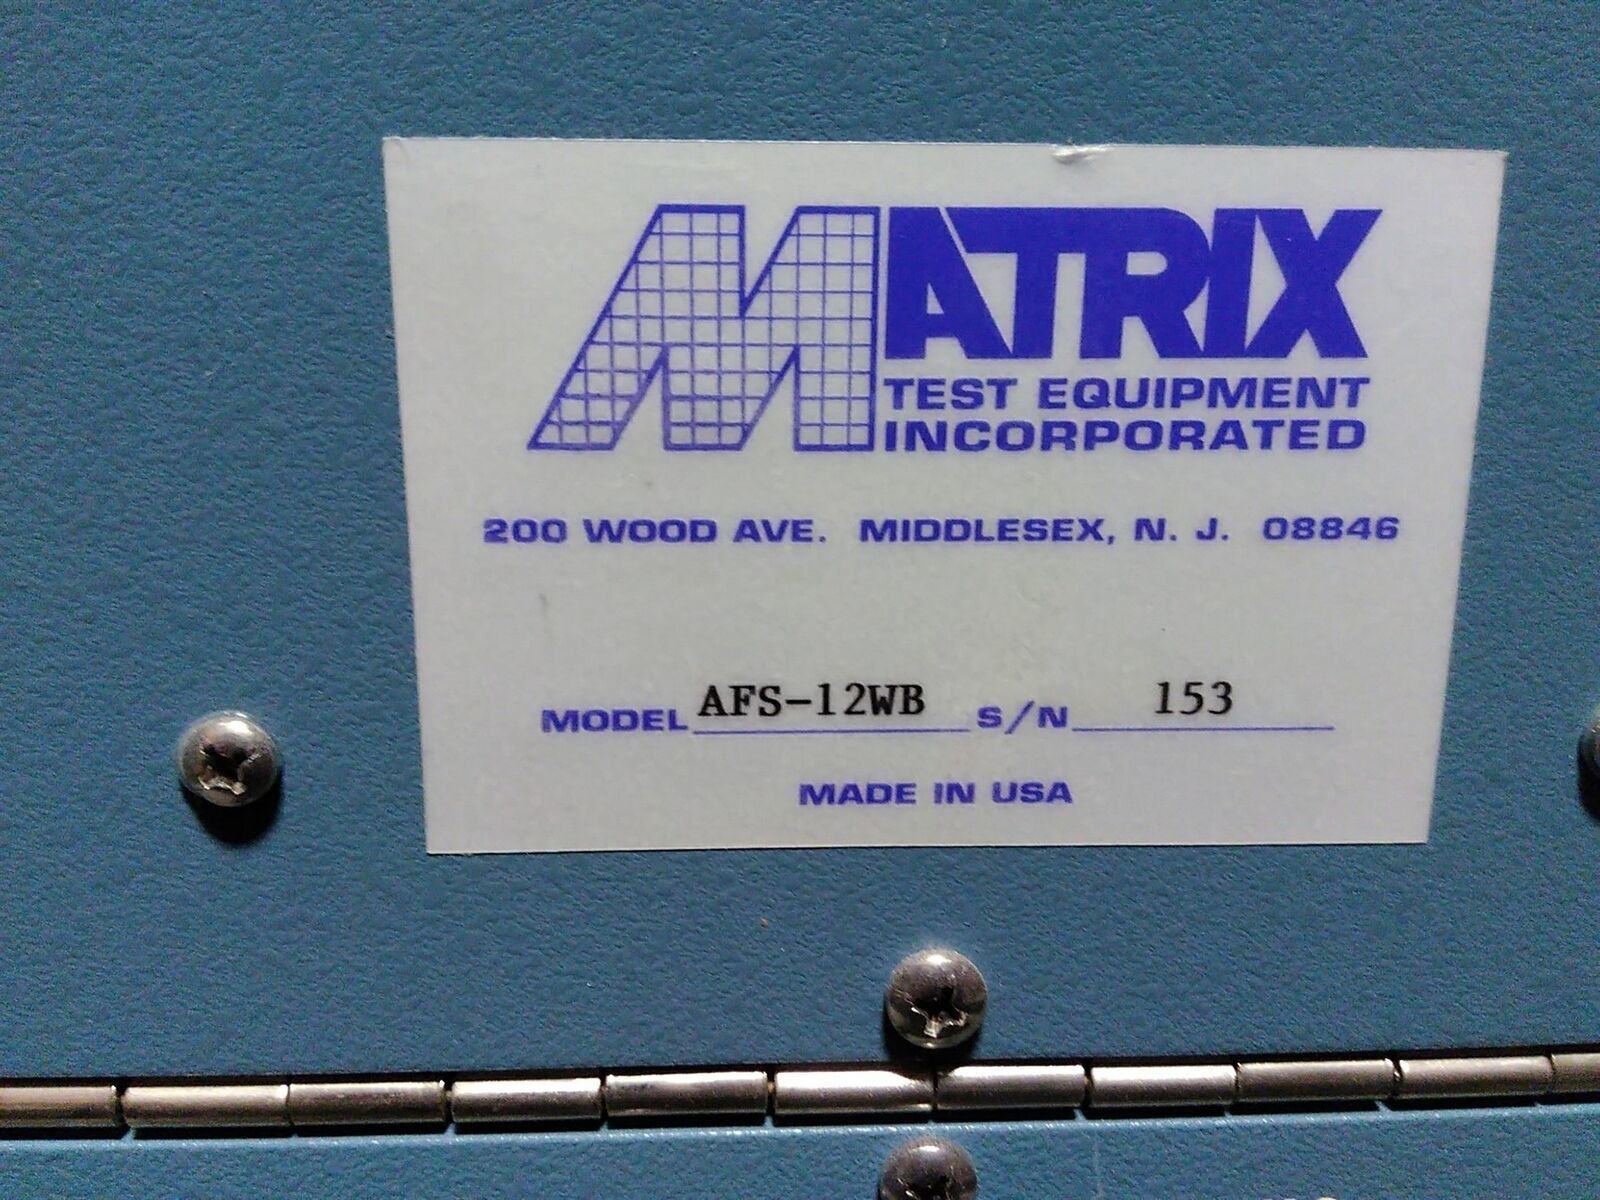 MATRIX
TEST EQUIPMENT
INCORPORATED
200 WOOD AVE. MIDDLESEX, N. J. 08846
MODEL AFS-12WB S/N 153
MADE IN USA